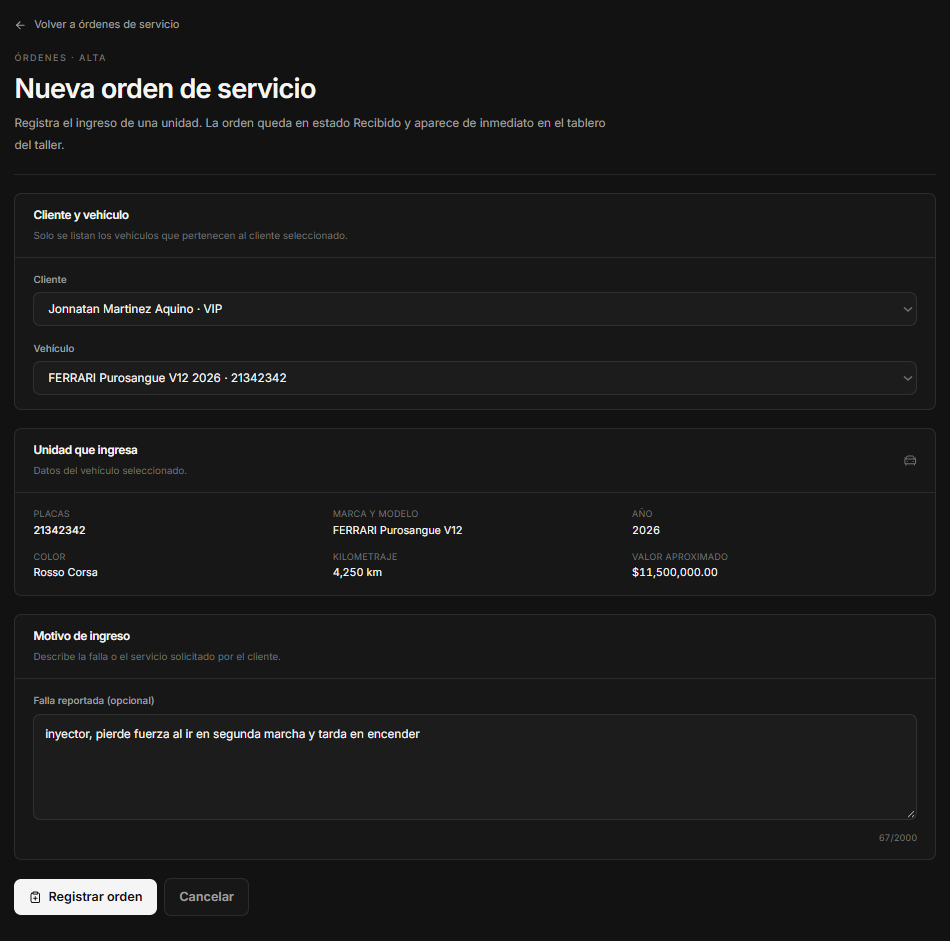 Volver a órdenes de servicio
ÓRDENES · ALTA
Nueva orden de servicio
Registra el ingreso de una unidad. La orden queda en estado Recibido y aparece de inmediato en el tablero
del taller.
Cliente y vehículo
Solo se listan los vehículos que pertenecen al cliente seleccionado.
Cliente
Jonnatan Martinez Aquino · VIP
Vehículo
FERRARI Purosangue V12 2026 · 21342342
Unidad que ingresa
Datos del vehículo seleccionado.
PLACAS MARCA Y MODELO AÑO
21342342 FERRARI Purosangue V12 2026
COLOR KILOMETRAJE VALOR APROXIMADO
Rosso Corsa 4,250 km $11,500,000.00
Motivo de ingreso
Describe la falla o el servicio solicitado por el cliente.
Falla reportada (opcional)
inyector, pierde fuerza al ir en segunda marcha y tarda en encender
67/2000
Registrar orden Cancelar